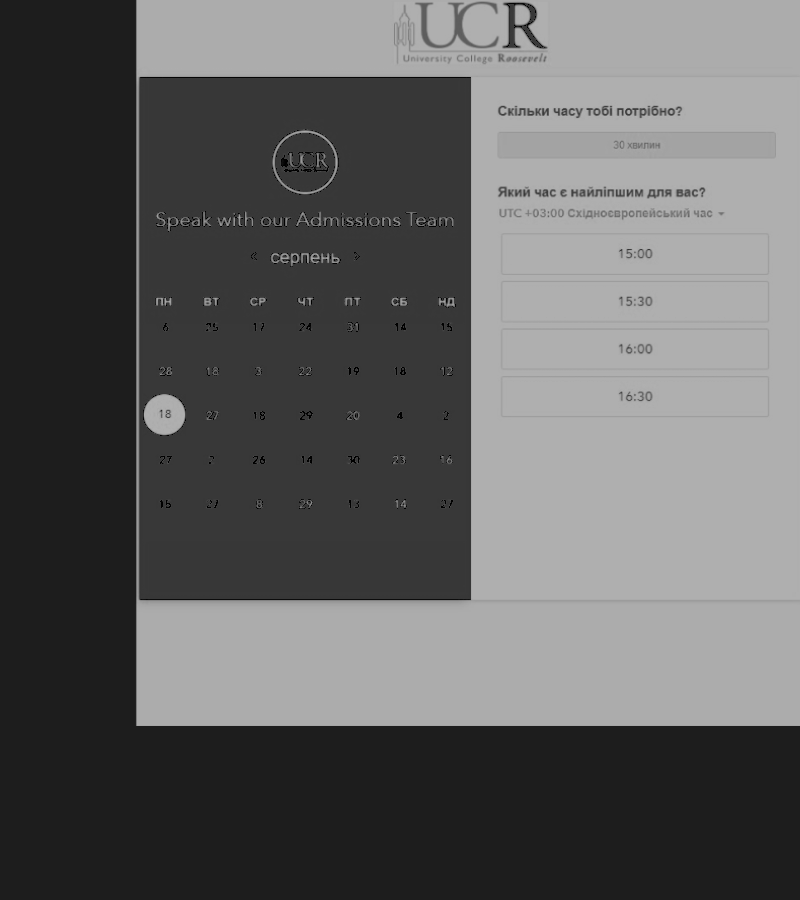 UCR
University College Roosevelt
UCR
Speak with our Admissions Team
« серпень »
ПН ВТ СР ЧТ ПТ СБ НД
6 25 17 24 31 14 15
28 18 3 22 19 18 12
18 27 18 29 20 4 2
27 2 26 14 30 23 16
15 27 8 29 13 14 27
Скільки часу тобі потрібно?
30 хвилин
Який час є найліпшим для вас?
UTC +03:00 Східноєвропейський час
15:00
15:30
16:00
16:30